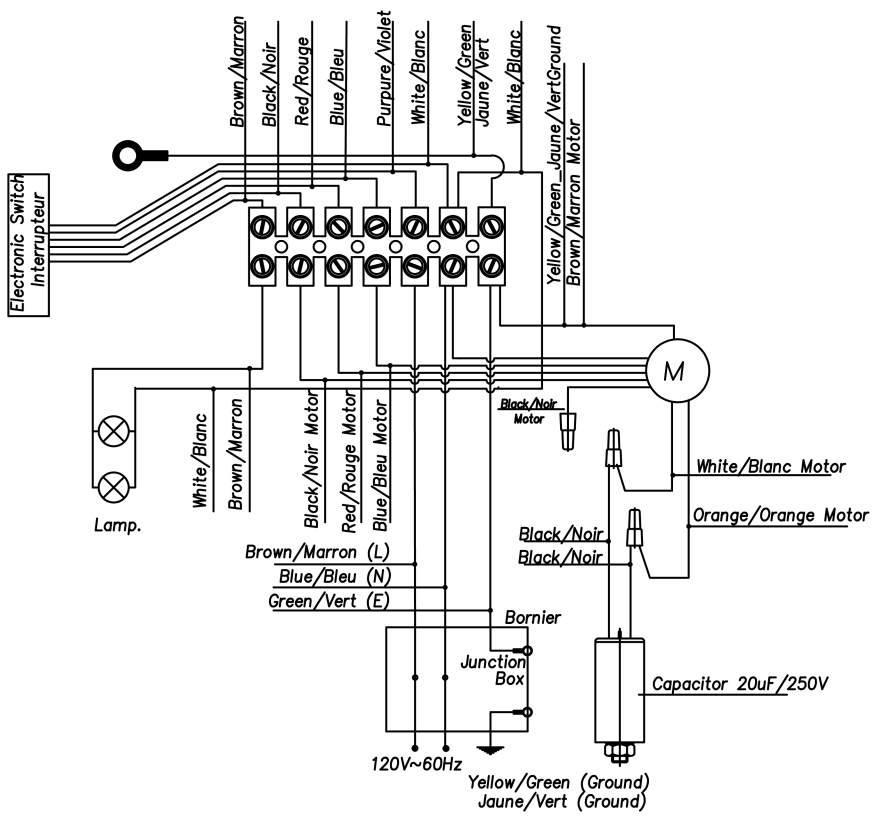 Brown/Marron
Black/Noir
Red/Rouge
Blue/Bleu
Purpure/Violet
White/Blanc
Yellow/Green
Jaune/Vert
White/Blanc
Yellow/Green_Jaune/VertGround
Brown/Marron Motor
Electronic Switch
Interrupteur
M
Black/Noir
Motor
Lamp.
White/Blanc
Brown/Marron
Black/Noir Motor
Red/Rouge Motor
Blue/Bleu Motor
White/Blanc Motor
Orange/Orange Motor
Black/Noir
Black/Noir
Brown/Marron (L)
Blue/Bleu (N)
Green/Vert (E)
Bornier
Junction
Box
Capacitor 20uF/250V
120V~60Hz
Yellow/Green (Ground)
Jaune/Vert (Ground)